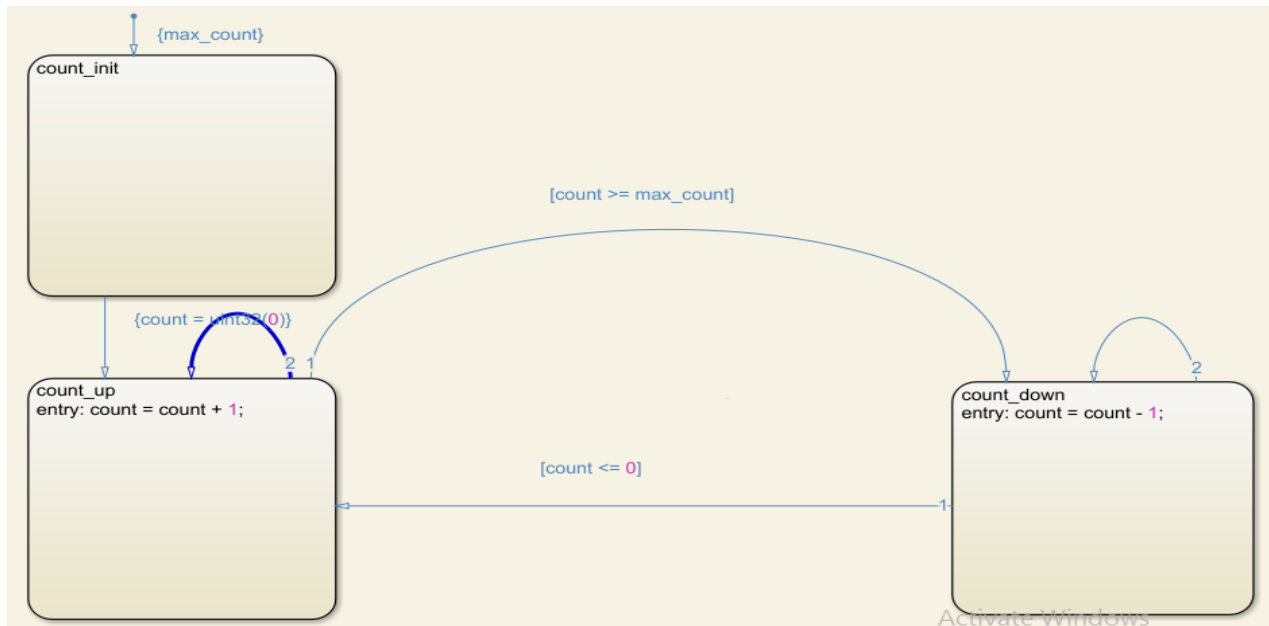 {max_count}
count_init
[count >= max_count]
{count = uint32(0)}
2 1
2
count_up
entry: count = count + 1;
count_down
entry: count = count - 1;
[count <= 0]
1
Activate Windows